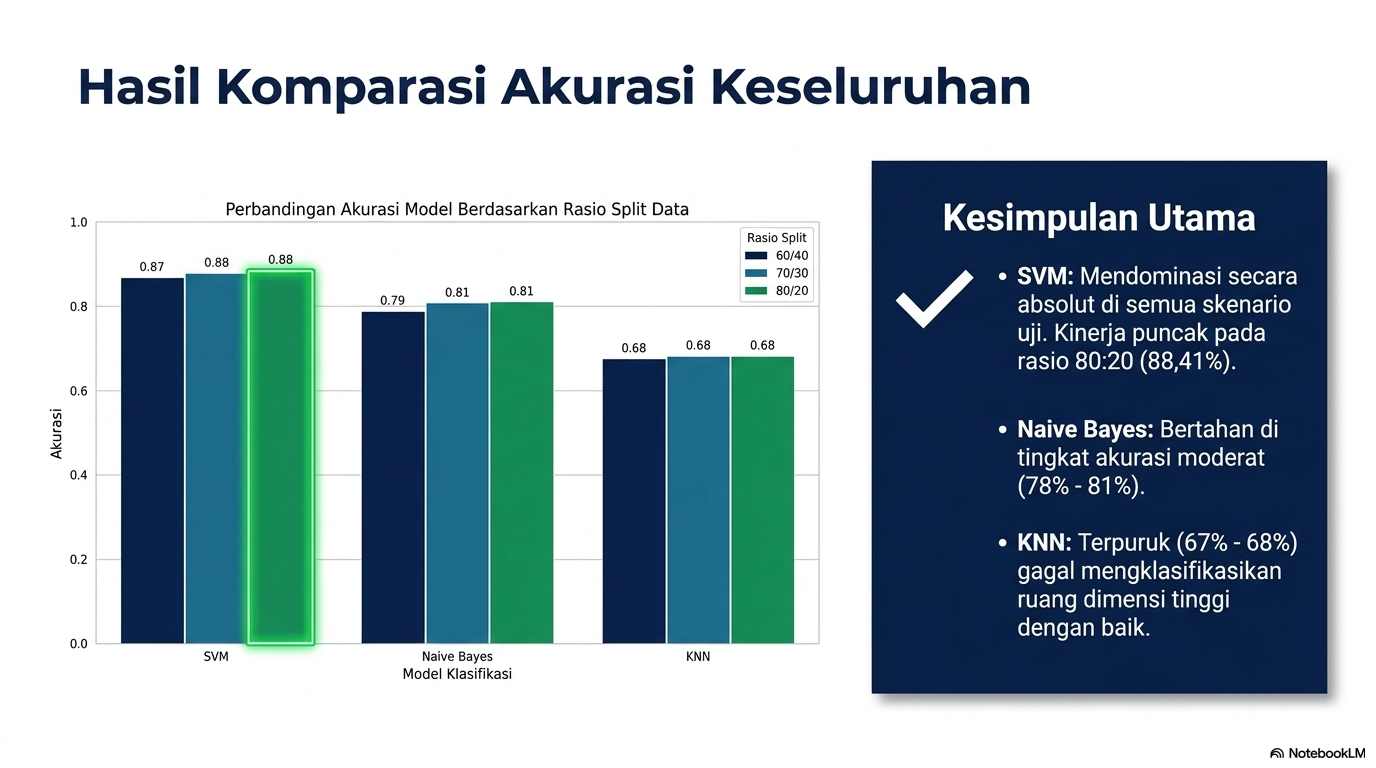 Hasil Komparasi Akurasi Keseluruhan
Perbandingan Akurasi Model Berdasarkan Rasio Split Data
Akurasi
1.0
0.8
0.6
0.4
0.2
0.0
0.87
0.88
0.88
0.79
0.81
0.81
0.68
0.68
0.68
Rasio Split
60/40
70/30
80/20
SVM
Naive Bayes
KNN
Model Klasifikasi
Kesimpulan Utama
• SVM: Mendominasi secara
absolut di semua skenario
uji. Kinerja puncak pada
rasio 80:20 (88,41%).
• Naive Bayes: Bertahan di
tingkat akurasi moderat
(78% - 81%).
• KNN: Terpuruk (67% - 68%)
gagal mengklasifikasikan
ruang dimensi tinggi
dengan baik.
NotebookLM